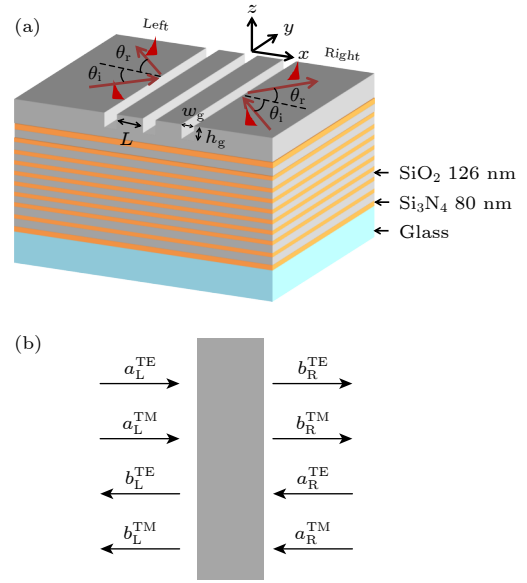 (a)
z
y
x
Left
Right
θr
θi
θr
θi
wg
hg
L
SiO2 126 nm
Si3N4 80 nm
Glass
(b)
aLTE
bRTE
aLTM
bRTM
bLTE
aRTE
bLTM
aRTM